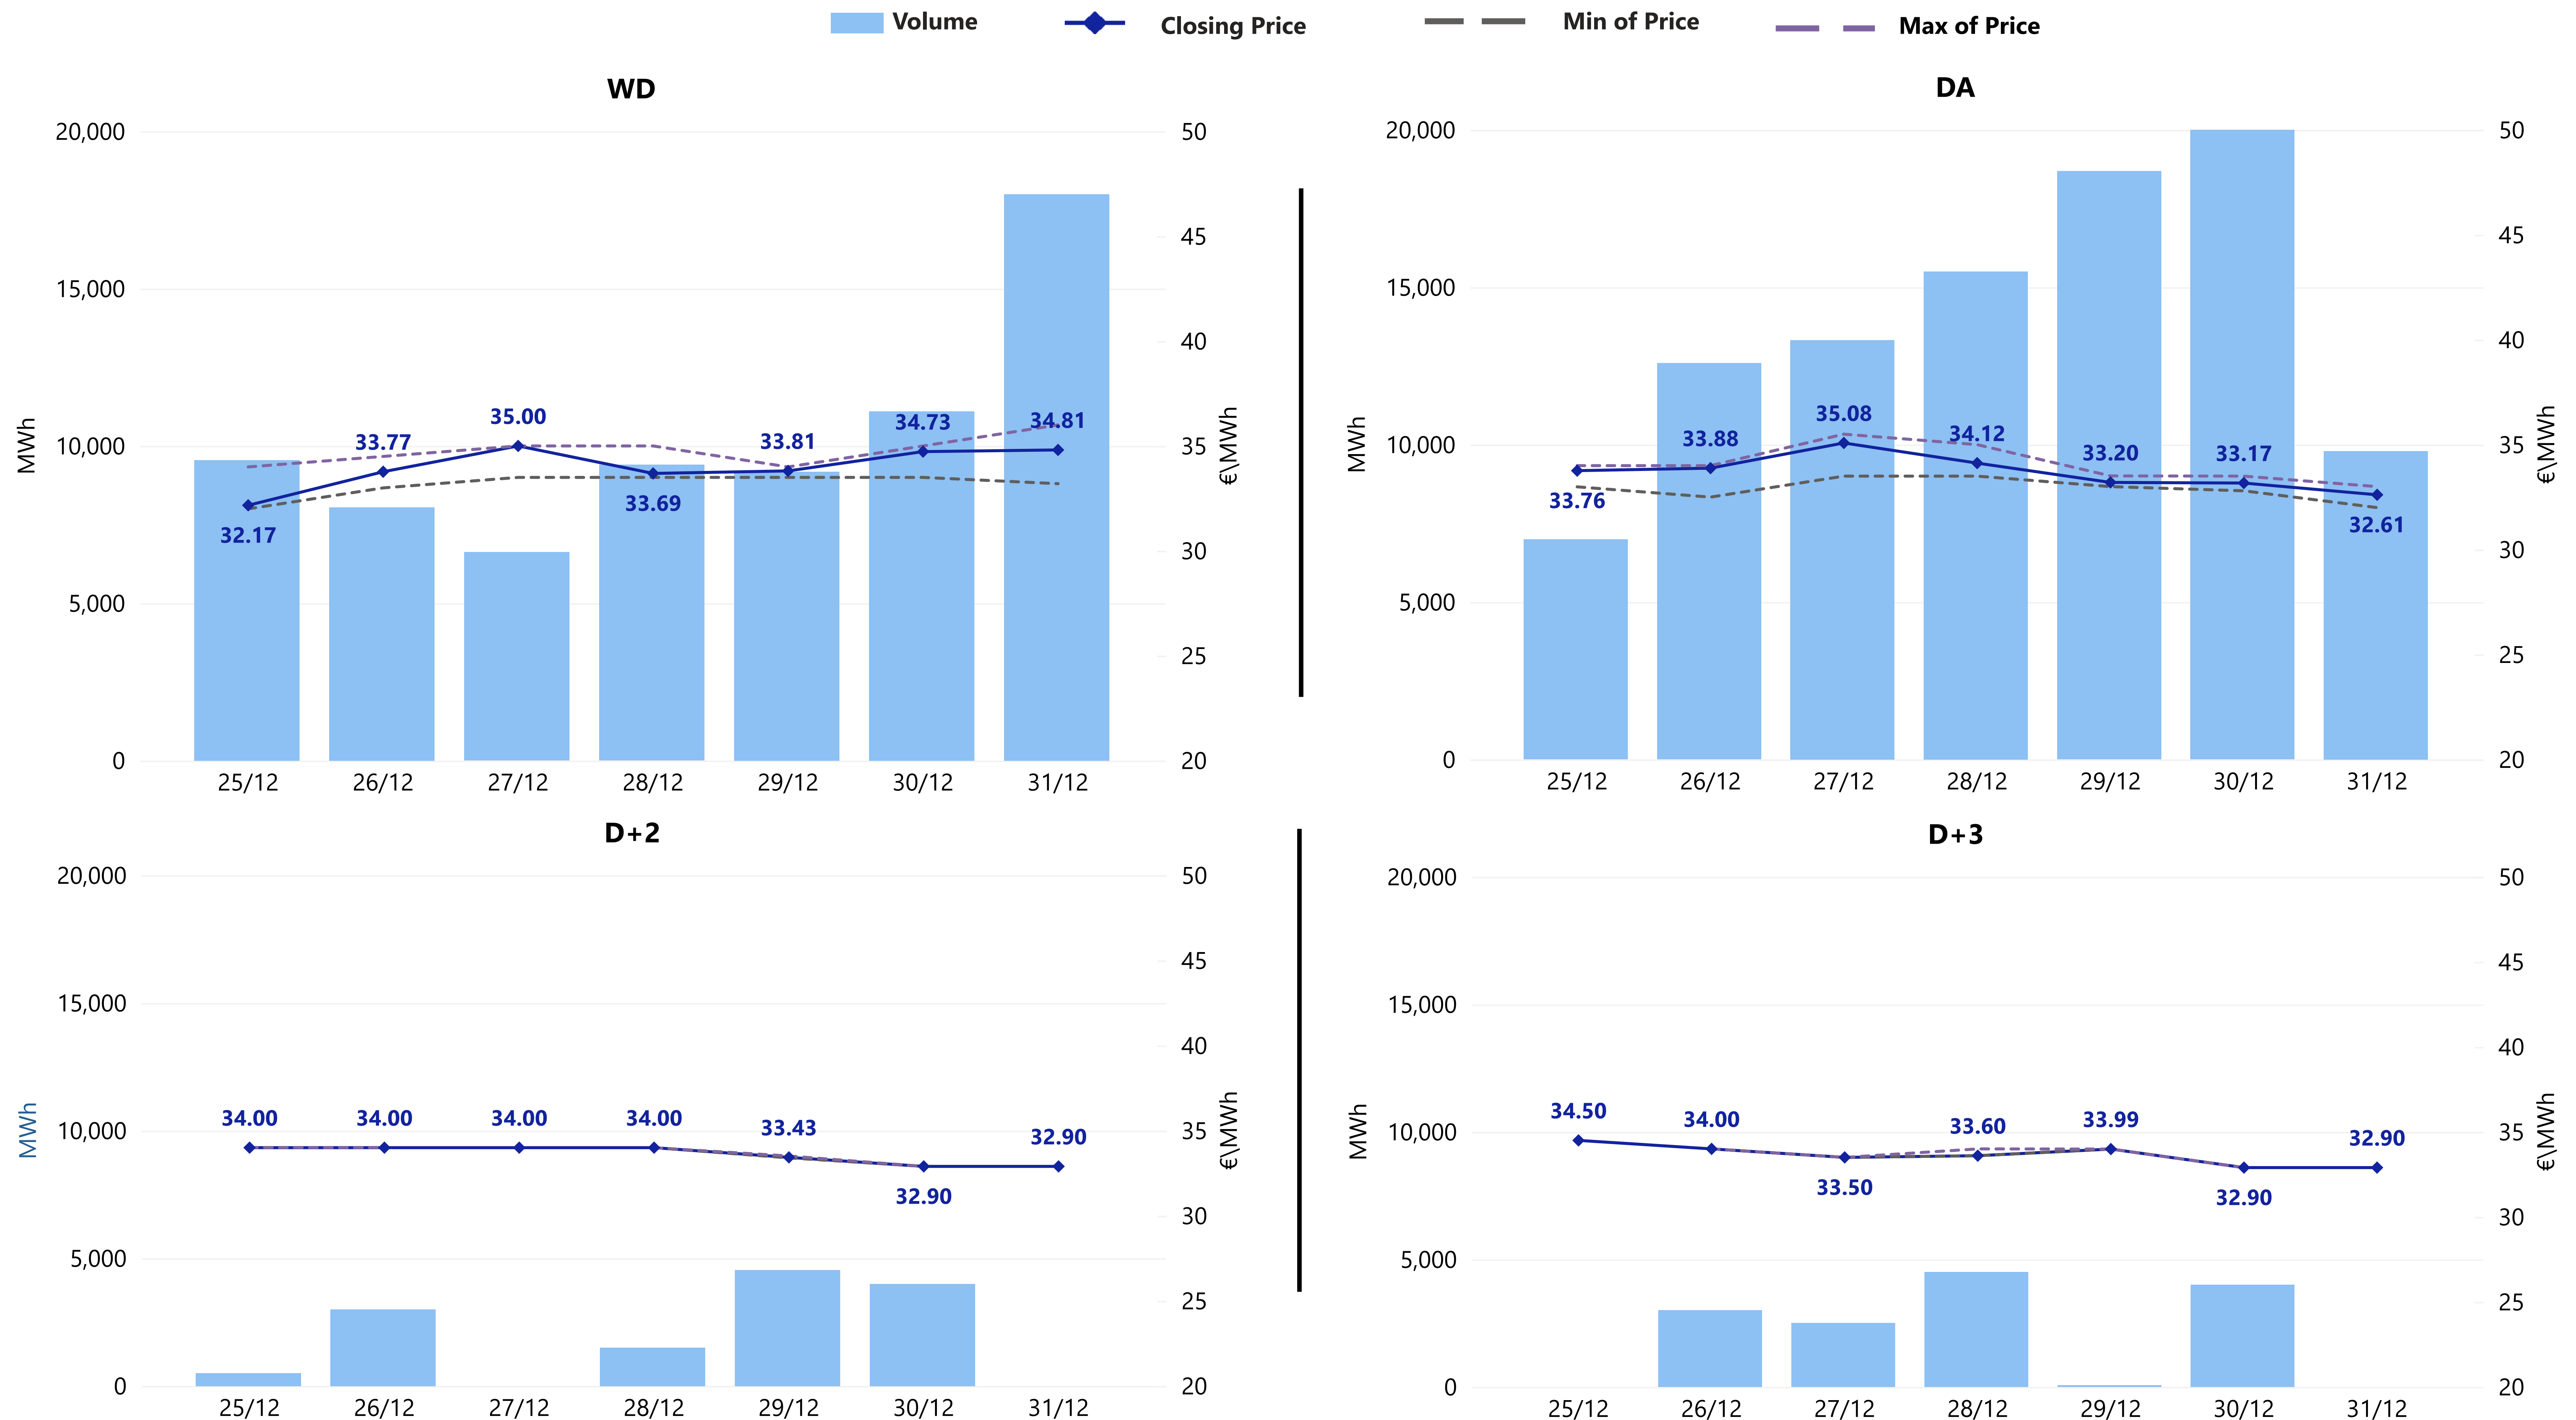 Volume Closing Price Min of Price Max of Price
WD
20,000
15,000
10,000
5,000
0
MWh
50
45
40
35
30
25
20
€\MWh
32.17 33.77 35.00 33.69 33.81 34.73 34.81
25/12 26/12 27/12 28/12 29/12 30/12 31/12
DA
20,000
15,000
10,000
5,000
0
MWh
50
45
40
35
30
25
20
€\MWh
33.76 33.88 35.08 34.12 33.20 33.17 32.61
25/12 26/12 27/12 28/12 29/12 30/12 31/12
D+2
20,000
15,000
10,000
5,000
0
MWh
50
45
40
35
30
25
20
€\MWh
34.00 34.00 34.00 34.00 33.43 32.90 32.90
25/12 26/12 27/12 28/12 29/12 30/12 31/12
D+3
20,000
15,000
10,000
5,000
0
MWh
50
45
40
35
30
25
20
€\MWh
34.50 34.00 33.50 33.60 33.99 32.90 32.90
25/12 26/12 27/12 28/12 29/12 30/12 31/12